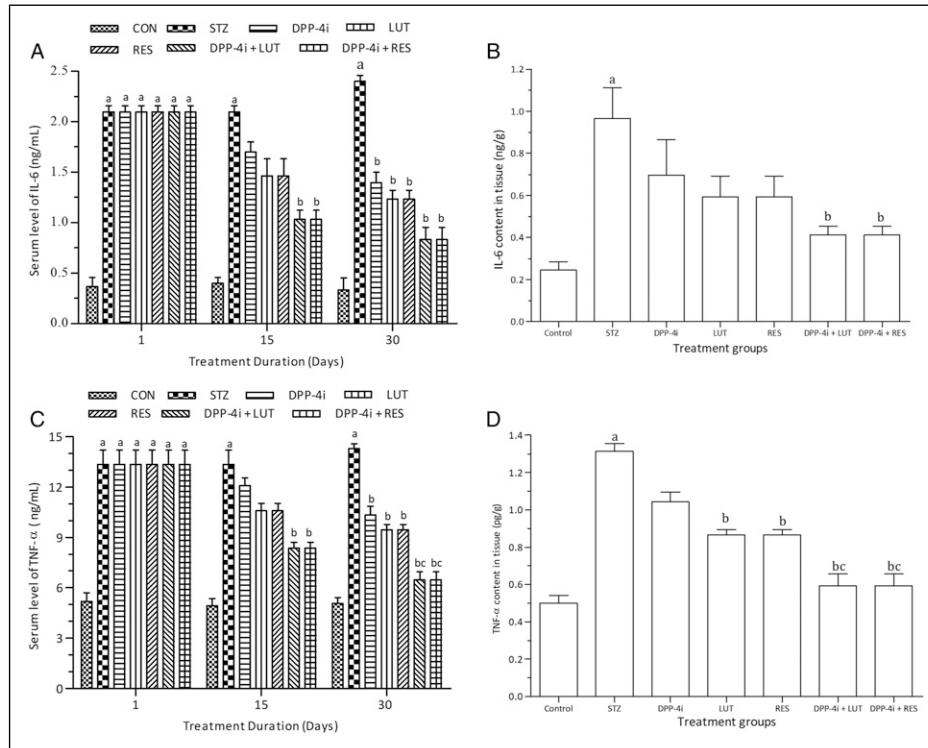 CON STZ DPP-4i LUT
RES DPP-4i + LUT DPP-4i + RES
A
Serum level of IL-6 (ng/mL)
2.5
2.0
1.5
1.0
0.5
0.0
a a a a a a
a
b b
a
b b b b b
1 15 30
Treatment Duration (Days)
B
IL-6 content in tissue (ng/g)
1.2
1.0
0.8
0.6
0.4
0.2
0.0
a
b b
Control STZ DPP-4i LUT RES DPP-4i + LUT DPP-4i + RES
Treatment groups
CON STZ DPP-4i LUT
RES DPP-4i + LUT DPP-4i + RES
C
Serum level of TNF-α ( ng/mL)
15
12
9
6
3
0
a a a a a a
a
b b
a
b b b bc bc
1 15 30
Treatment Duration (Days)
D
TNF-α content in tissue (pg/g)
1.4
1.2
1.0
0.8
0.6
0.4
0.2
0.0
a
b b
bc bc
Control STZ DPP-4i LUT RES DPP-4i + LUT DPP-4i + RES
Treatment groups